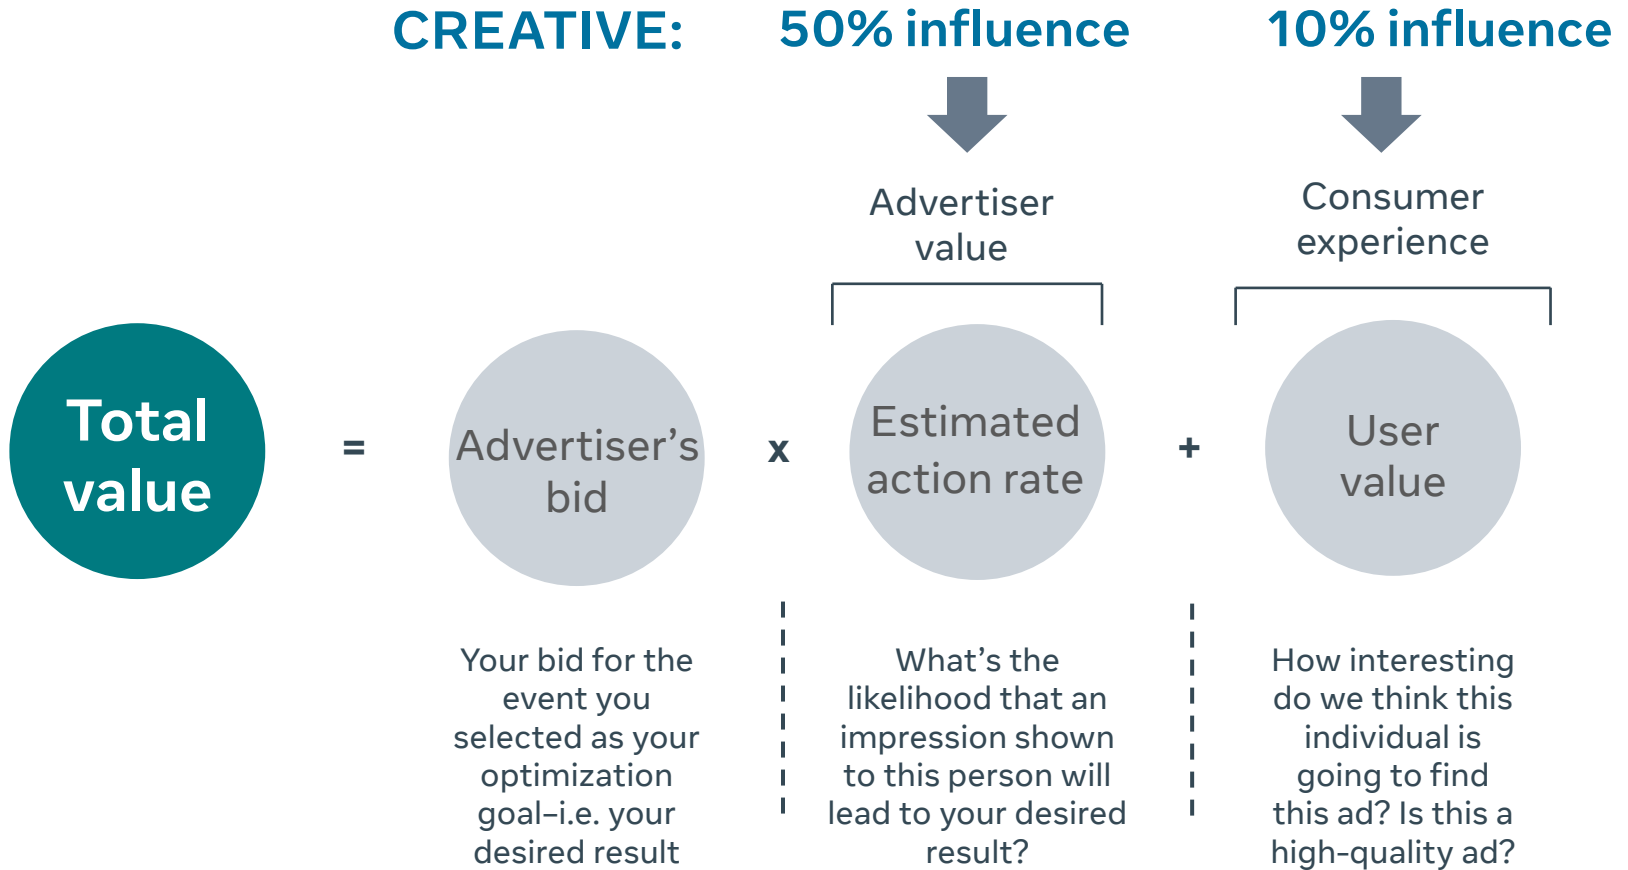 CREATIVE:
50% influence
10% influence
Advertiser
value
Consumer
experience
Total
value
=
Advertiser’s
bid
x
Estimated
action rate
+
User
value
Your bid for the
event you
selected as your
optimization
goal–i.e. your
desired result
What’s the
likelihood that an
impression shown
to this person will
lead to your desired
result?
How interesting
do we think this
individual is
going to find
this ad? Is this a
high-quality ad?